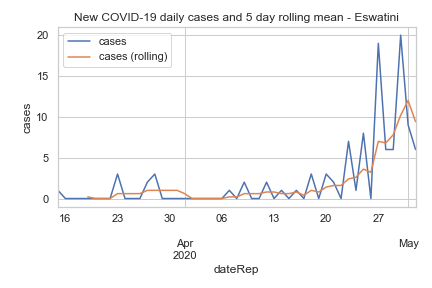 New COVID-19 daily cases and 5 day rolling mean - Eswatini
cases
cases (rolling)
20
15
10
5
0
cases
16
23
30
06
13
20
27
Apr
2020
May
dateRep